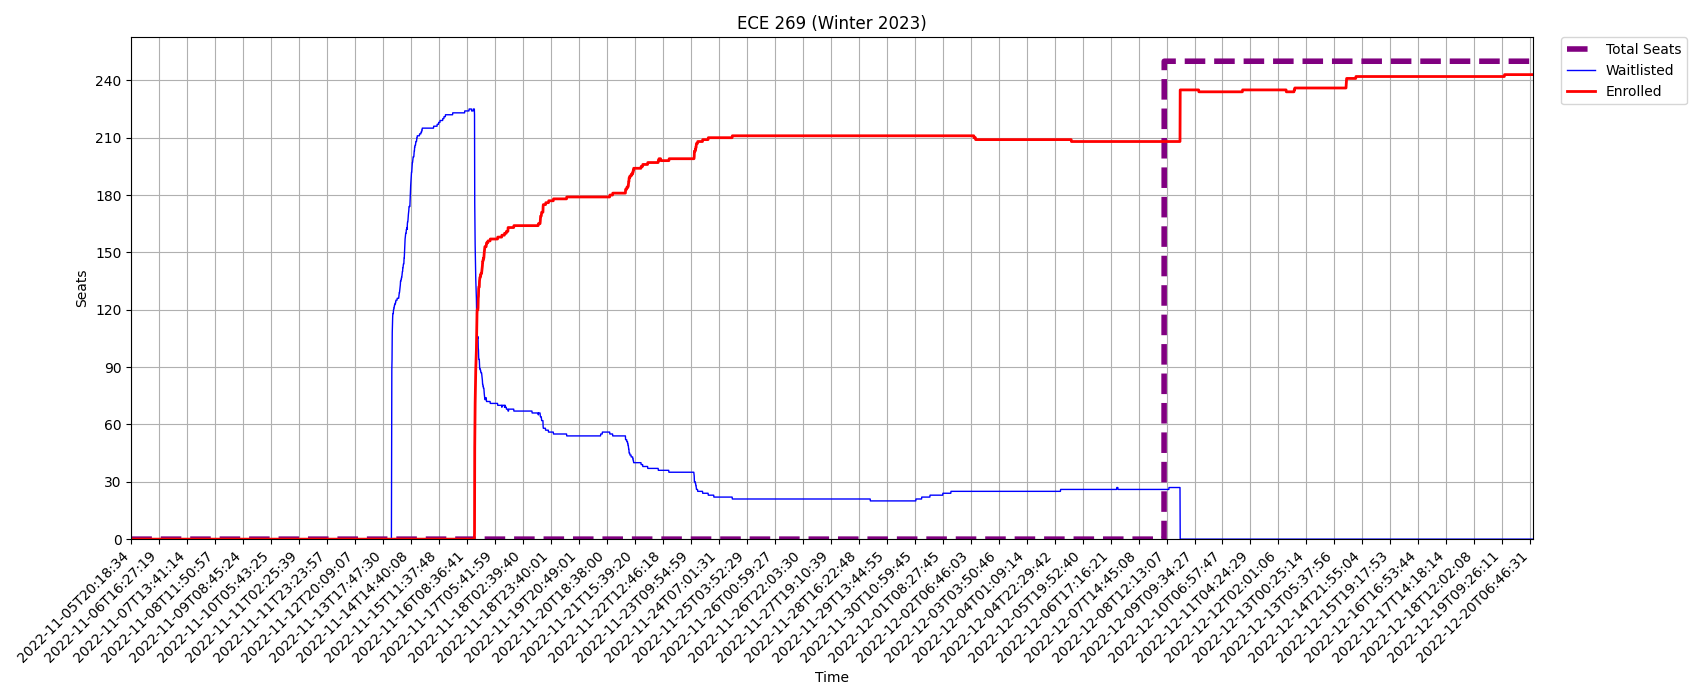 ECE 269 (Winter 2023)
Total Seats
Waitlisted
Enrolled
Seats
240
210
180
150
120
90
60
30
0
2022-11-05T20:18:34
2022-11-06T16:27:19
2022-11-07T13:41:14
2022-11-08T11:50:57
2022-11-09T08:45:24
2022-11-10T05:43:25
2022-11-11T02:25:39
2022-11-11T23:23:57
2022-11-12T20:09:07
2022-11-13T17:47:30
2022-11-14T14:40:08
2022-11-15T11:37:48
2022-11-16T08:36:41
2022-11-17T05:41:59
2022-11-18T02:39:40
2022-11-18T23:40:01
2022-11-19T20:49:01
2022-11-20T18:38:00
2022-11-21T15:39:20
2022-11-22T12:46:18
2022-11-23T09:54:59
2022-11-24T07:01:31
2022-11-25T03:52:29
2022-11-26T00:59:27
2022-11-26T22:03:30
2022-11-27T19:10:39
2022-11-28T16:22:48
2022-11-29T13:44:55
2022-11-30T10:59:45
2022-12-01T08:27:45
2022-12-02T06:46:03
2022-12-03T03:50:46
2022-12-04T01:09:14
2022-12-04T22:29:42
2022-12-05T19:52:40
2022-12-06T17:16:21
2022-12-07T14:45:08
2022-12-08T12:13:07
2022-12-09T09:34:27
2022-12-10T06:57:47
2022-12-11T04:24:29
2022-12-12T02:01:06
2022-12-13T00:25:14
2022-12-13T05:37:56
2022-12-14T21:55:04
2022-12-15T19:17:53
2022-12-16T16:53:44
2022-12-17T14:18:14
2022-12-18T12:02:08
2022-12-19T09:26:11
2022-12-20T06:46:31
Time